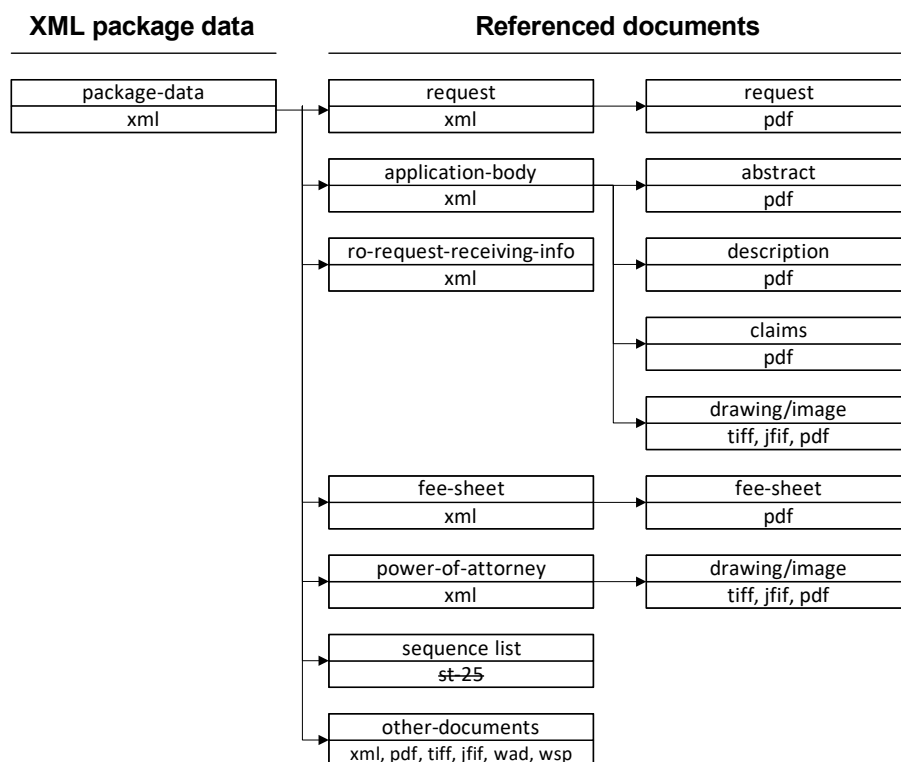 XML package data
Referenced documents
package-data
xml
request
xml
request
pdf
application-body
xml
abstract
pdf
ro-request-receiving-info
xml
description
pdf
claims
pdf
drawing/image
tiff, jfif, pdf
fee-sheet
xml
fee-sheet
pdf
power-of-attorney
xml
drawing/image
tiff, jfif, pdf
sequence list
st-25
other-documents
xml, pdf, tiff, jfif, wad, wsp